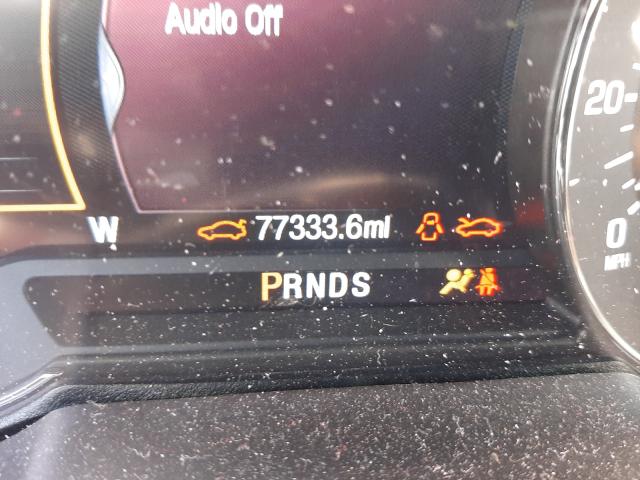 Audio Off
20
W 77333.6mi
0
MPH
PRNDS